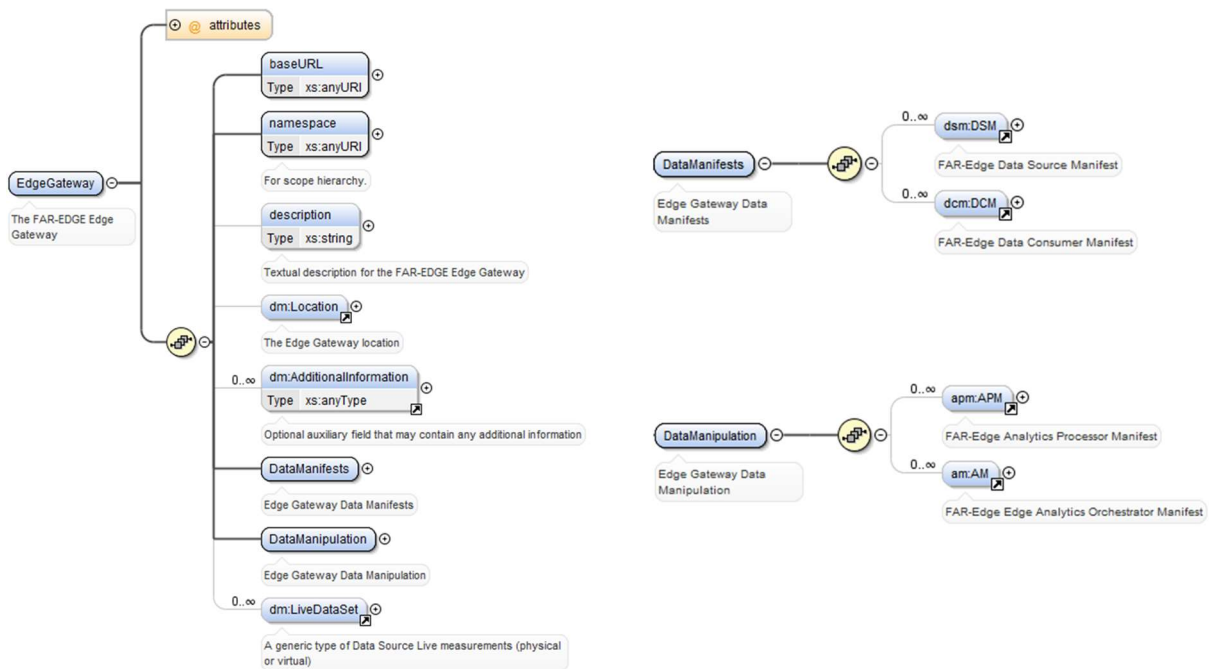 @ attributes
baseURL
Type xs:anyURI
namespace
Type xs:anyURI
For scope hierarchy.
EdgeGateway
The FAR-EDGE Edge
Gateway
description
Type xs:string
Textual description for the FAR-EDGE Edge Gateway
dm:Location
The Edge Gateway location
0..∞
dm:AdditionalInformation
Type xs:anyType
Optional auxiliary field that may contain any additional information
DataManifests
Edge Gateway Data Manifests
DataManipulation
Edge Gateway Data Manipulation
0..∞
dm:LiveDataSet
A generic type of Data Source Live measurements (physical
or virtual)
DataManifests
Edge Gateway Data
Manifests
0..∞
dsm:DSM
FAR-Edge Data Source Manifest
0..∞
dcm:DCM
FAR-Edge Data Consumer Manifest
DataManipulation
Edge Gateway Data
Manipulation
0..∞
apm:APM
FAR-Edge Analytics Processor Manifest
0..∞
am:AM
FAR-Edge Edge Analytics Orchestrator Manifest